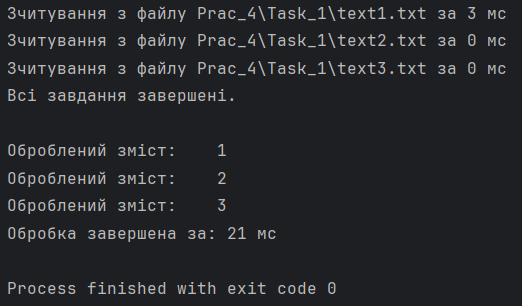 Зчитування з файлу Prac_4\Task_1\text1.txt за 3 мс
Зчитування з файлу Prac_4\Task_1\text2.txt за 0 мс
Зчитування з файлу Prac_4\Task_1\text3.txt за 0 мс
Всі завдання завершені.
Оброблений зміст:    1
Оброблений зміст:    2
Оброблений зміст:    3
Обробка завершена за: 21 мс
Process finished with exit code 0